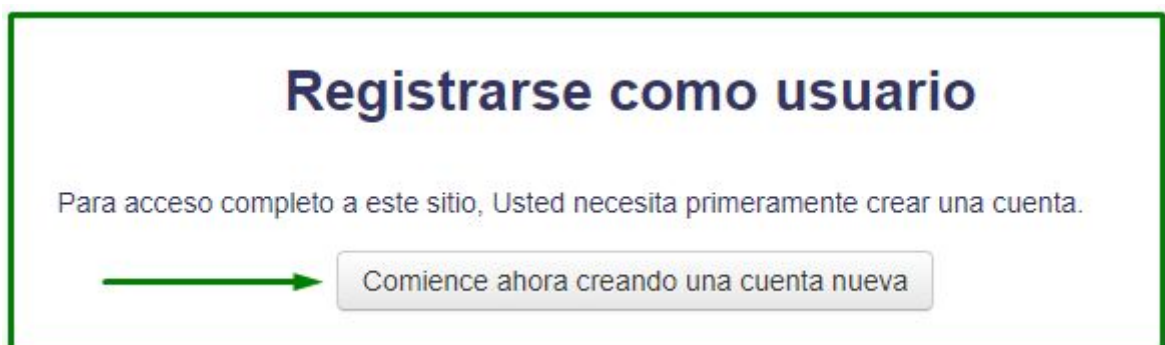 Registrarse como usuario
Para acceso completo a este sitio, Usted necesita primeramente crear una cuenta.
Comience ahora creando una cuenta nueva